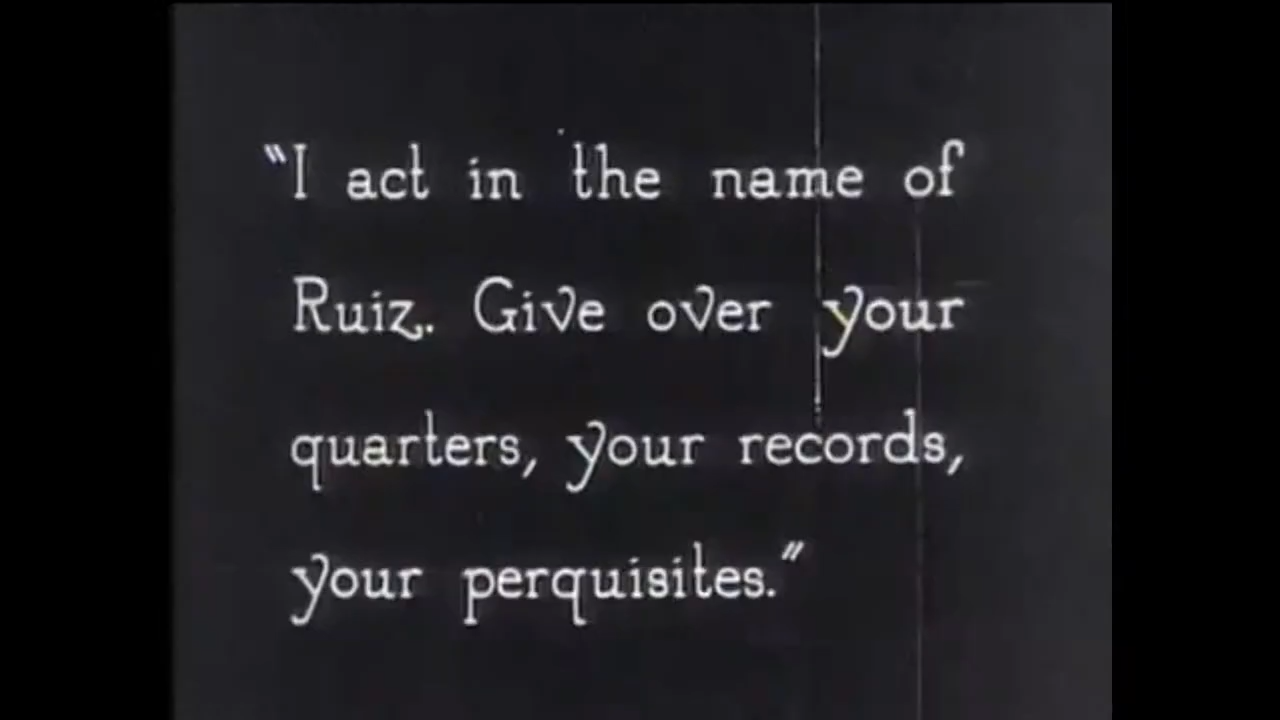 "I act in the name of
Ruiz. Give over your
quarters, your records,
your perquisites."